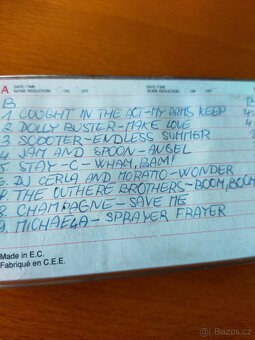 A DATE/TIME DATE/TIME
NOISE REDUCTION ON OFF NOISE REDUCTION ON OFF
B B
1 COUGHT IN THE ACT-MY ARMS KEEP
2 DOLLY BUSTER-MAKE LOVE
3 SCOOTER-ENDLESS SUMMER
4 JAM AND SPOON-ANGEL
5 STAY-C-WHAM,BAM!
6 DJ CERLA AND MORATTO-WONDER
7 THE OUTHERE BROTHERS-BOOM,BOOM
8 CHAMPAGNE-SAVE ME
9. MICHAELA-SPRAYER FRAYER
Made in E.C.
Fabriqué en C.E.E.
Bazos.cz